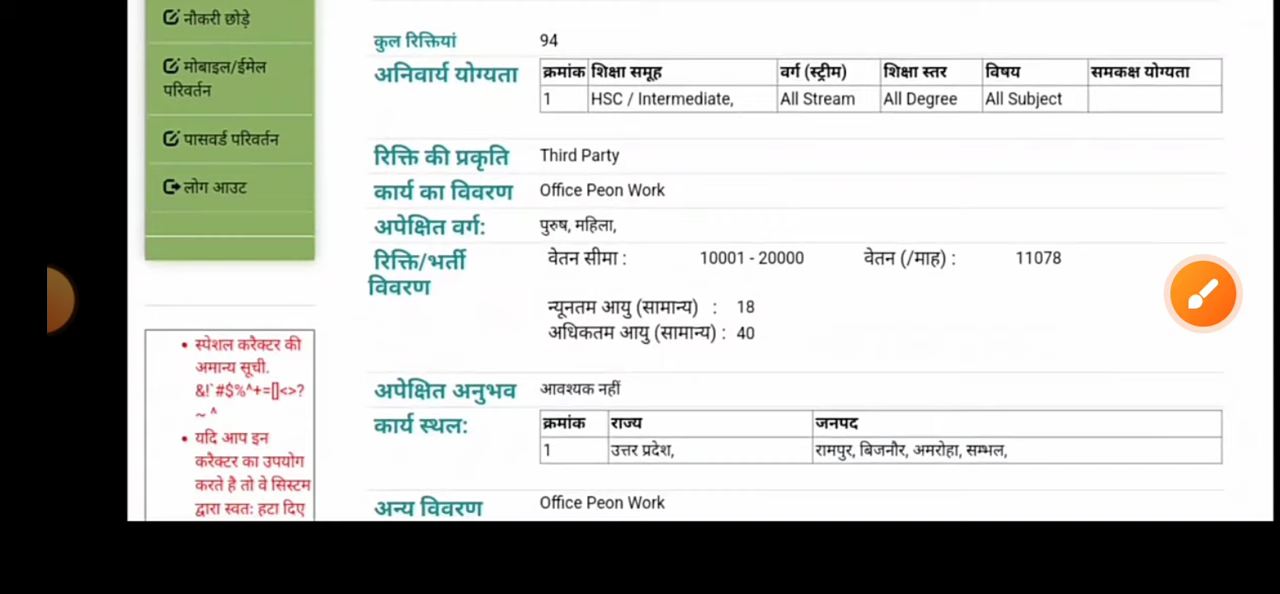 नौकरी छोड़े
मोबाइल/ईमेल
परिवर्तन
पासवर्ड परिवर्तन
लोग आउट
स्पेशल करैक्टर की
अमान्य सूची.
&!`#$%^+=[]<>?
~ ^
यदि आप इन
करैक्टर का उपयोग
करते है तो वे सिस्टम
द्वारा स्वतः हटा दिए
कुल रिक्तियां 94
अनिवार्य योग्यता
क्रमांक शिक्षा समूह वर्ग (स्ट्रीम) शिक्षा स्तर विषय समकक्ष योग्यता
1 HSC / Intermediate, All Stream All Degree All Subject
रिक्ति की प्रकृति Third Party
कार्य का विवरण Office Peon Work
अपेक्षित वर्ग: पुरुष, महिला,
रिक्ति/भर्ती
विवरण
वेतन सीमा : 10001 - 20000 वेतन (/माह) : 11078
न्यूनतम आयु (सामान्य) : 18
अधिकतम आयु (सामान्य) : 40
अपेक्षित अनुभव आवश्यक नहीं
कार्य स्थल:
क्रमांक राज्य जनपद
1 उत्तर प्रदेश, रामपुर, बिजनौर, अमरोहा, सम्भल,
अन्य विवरण Office Peon Work